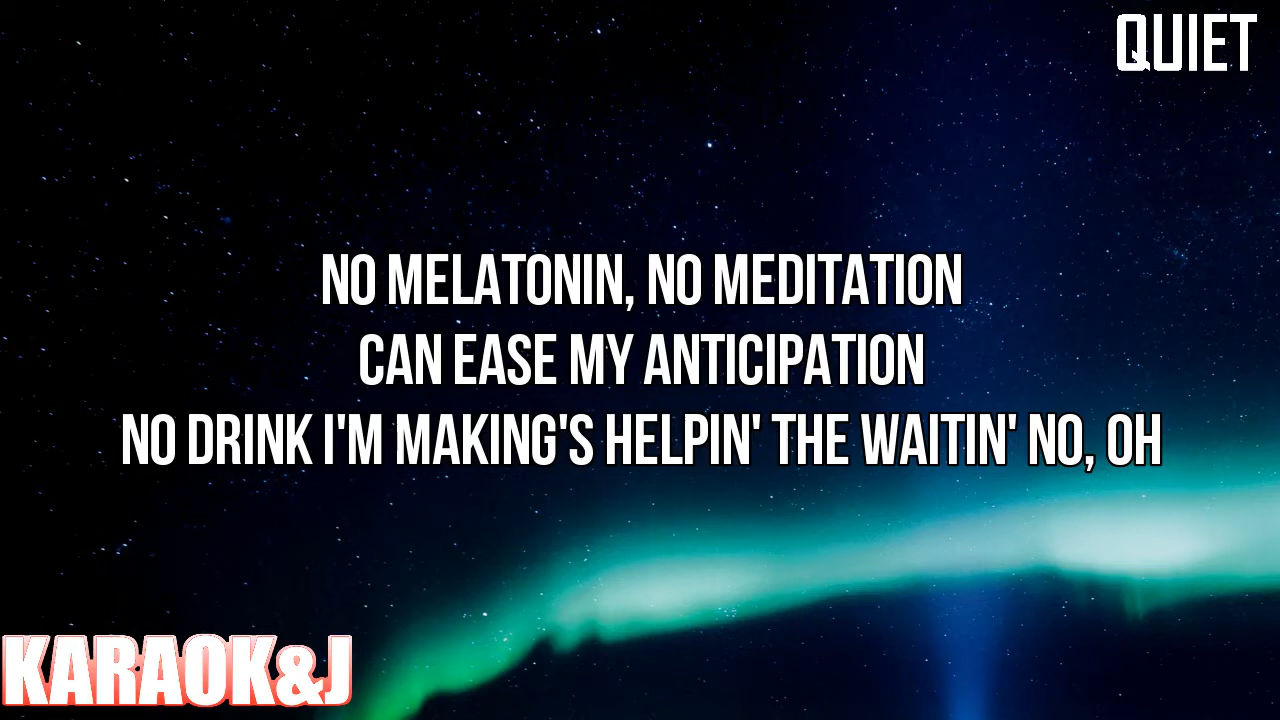 QUIET
NO MELATONIN, NO MEDITATION
CAN EASE MY ANTICIPATION
NO DRINK I'M MAKING'S HELPIN' THE WAITIN' NO, OH
KARAOK&J